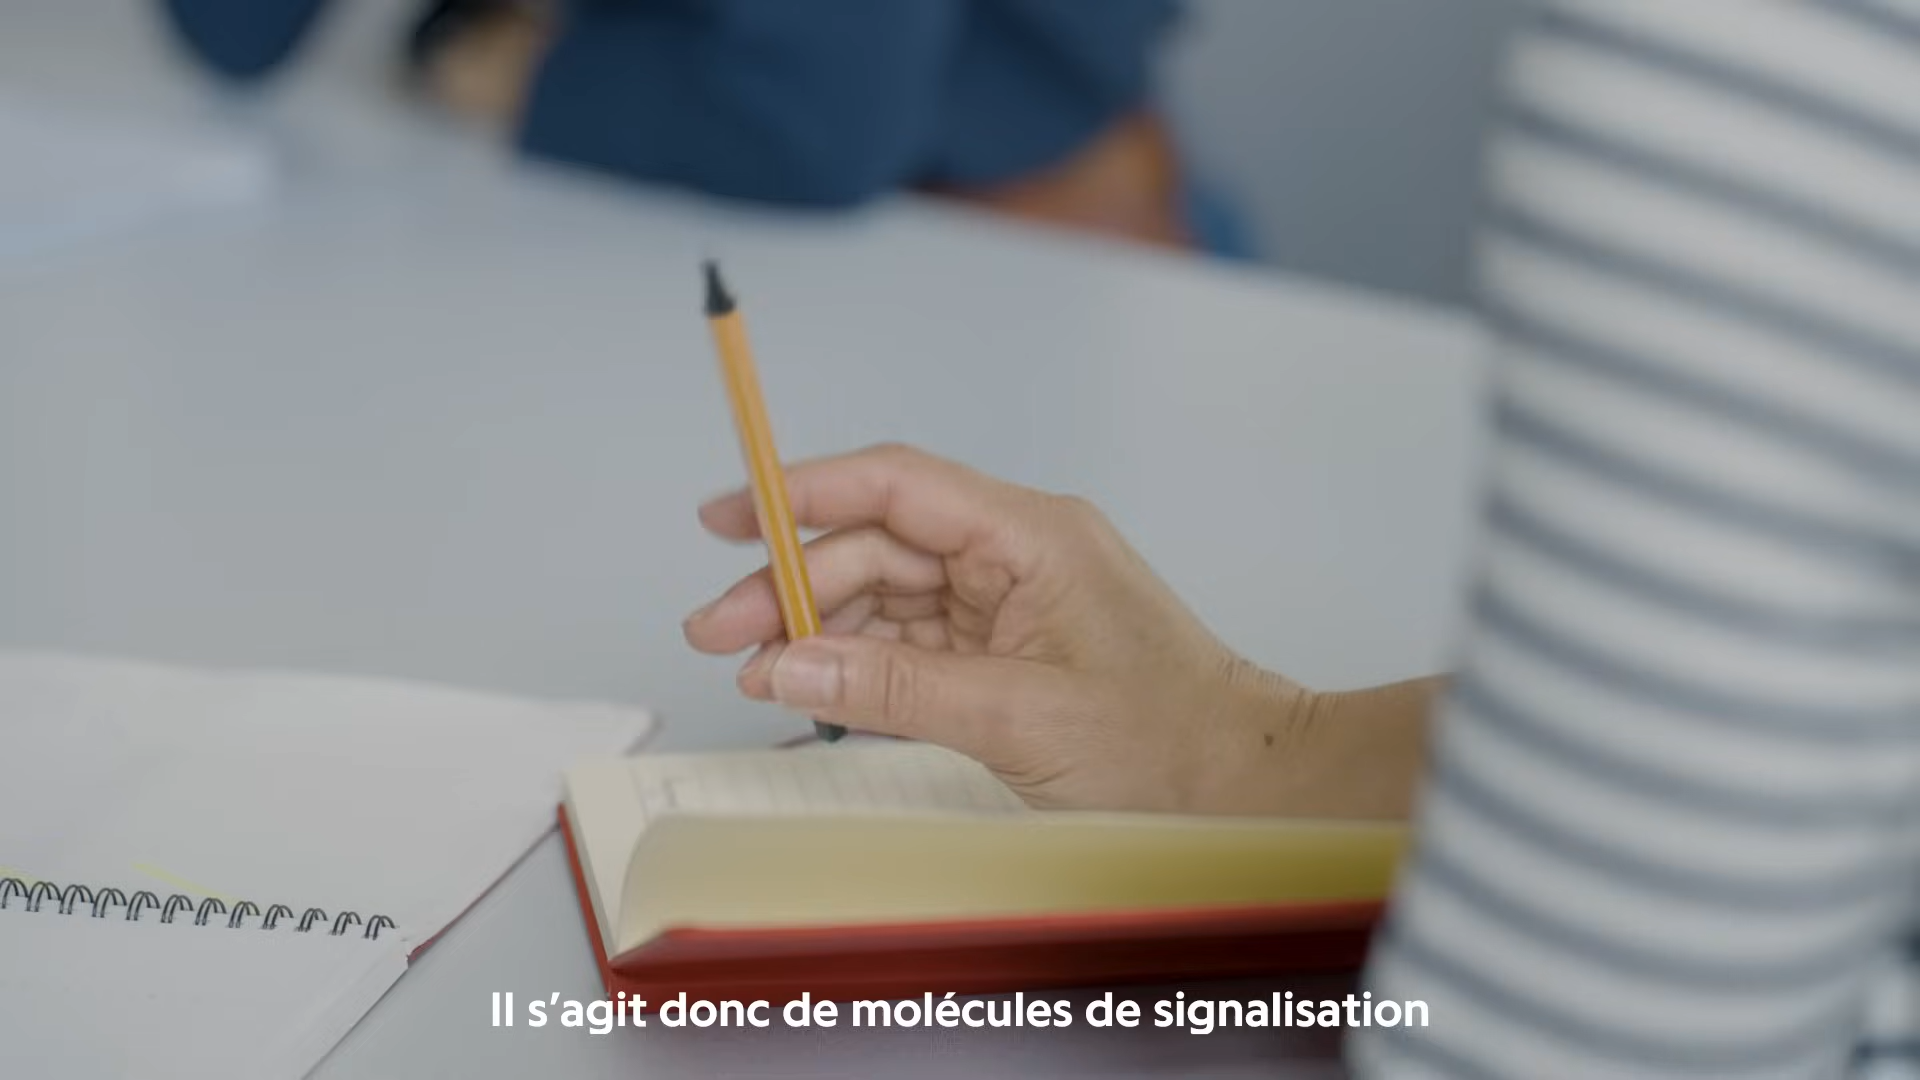 Il s’agit donc de molécules de signalisation